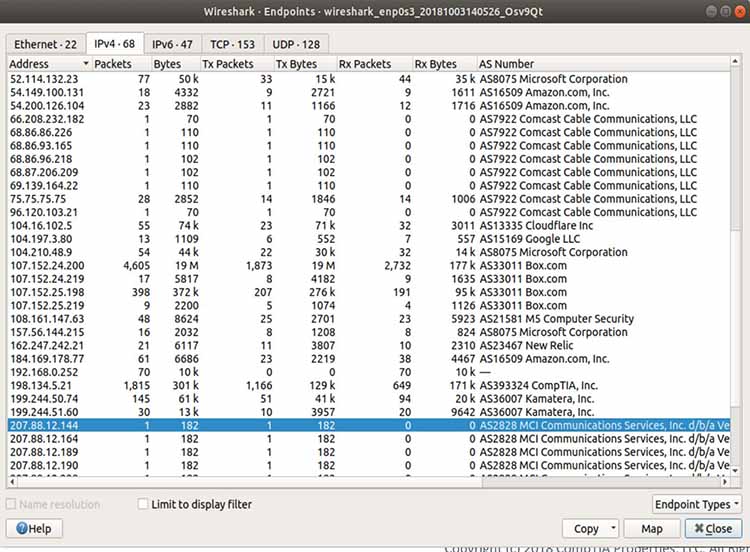 Wireshark · Endpoints · wireshark_enp0s3_20181003140526_Osv9Qt
Ethernet · 22 IPv4 · 68 IPv6 · 47 TCP · 153 UDP · 128
Address Packets Bytes Tx Packets Tx Bytes Rx Packets Rx Bytes AS Number
52.114.132.23 77 50 k 33 15 k 44 35 k AS8075 Microsoft Corporation
54.149.100.131 18 4332 9 2721 9 1611 AS16509 Amazon.com, Inc.
54.200.126.104 23 2882 11 1166 12 1716 AS16509 Amazon.com, Inc.
66.208.232.182 1 70 1 70 0 0 AS7922 Comcast Cable Communications, LLC
68.86.86.226 1 110 1 110 0 0 AS7922 Comcast Cable Communications, LLC
68.86.93.165 1 110 1 110 0 0 AS7922 Comcast Cable Communications, LLC
68.86.96.218 1 102 1 102 0 0 AS7922 Comcast Cable Communications, LLC
68.87.206.209 1 102 1 102 0 0 AS7922 Comcast Cable Communications, LLC
69.139.164.22 1 110 1 110 0 0 AS7922 Comcast Cable Communications, LLC
75.75.75.75 28 2852 14 1846 14 1006 AS7922 Comcast Cable Communications, LLC
96.120.103.21 1 70 1 70 0 0 AS7922 Comcast Cable Communications, LLC
104.16.102.5 55 74 k 23 71 k 32 3011 AS13335 Cloudflare Inc
104.197.3.80 13 1109 6 552 7 557 AS15169 Google LLC
104.210.48.9 54 44 k 22 30 k 32 14 k AS8075 Microsoft Corporation
107.152.24.200 4,605 19 M 1,873 19 M 2,732 177 k AS33011 Box.com
107.152.24.219 17 5817 8 4182 9 1635 AS33011 Box.com
107.152.25.198 398 372 k 207 276 k 191 95 k AS33011 Box.com
107.152.25.219 9 2200 5 1074 4 1126 AS33011 Box.com
108.161.147.63 48 8624 25 2701 23 5923 AS21581 M5 Computer Security
157.56.144.215 16 2032 8 1208 8 824 AS8075 Microsoft Corporation
162.247.242.21 21 6117 11 3807 10 2310 AS23467 New Relic
184.169.178.77 61 6686 23 2219 38 4467 AS16509 Amazon.com, Inc.
192.168.0.252 70 10 k 0 0 70 10 k —
198.134.5.21 1,815 301 k 1,166 129 k 649 171 k AS393324 CompTIA, Inc.
199.244.50.74 145 61 k 51 41 k 94 20 k AS36007 Kamatera, Inc.
199.244.51.60 30 13 k 10 3957 20 9642 AS36007 Kamatera, Inc.
207.88.12.144 1 182 1 182 0 0 AS2828 MCI Communications Services, Inc. d/b/a Ve
207.88.12.164 1 182 1 182 0 0 AS2828 MCI Communications Services, Inc. d/b/a Ve
207.88.12.189 1 182 1 182 0 0 AS2828 MCI Communications Services, Inc. d/b/a Ve
207.88.12.190 1 182 1 182 0 0 AS2828 MCI Communications Services, Inc. d/b/a Ve
Name resolution Limit to display filter Endpoint Types
Help Copy Map Close